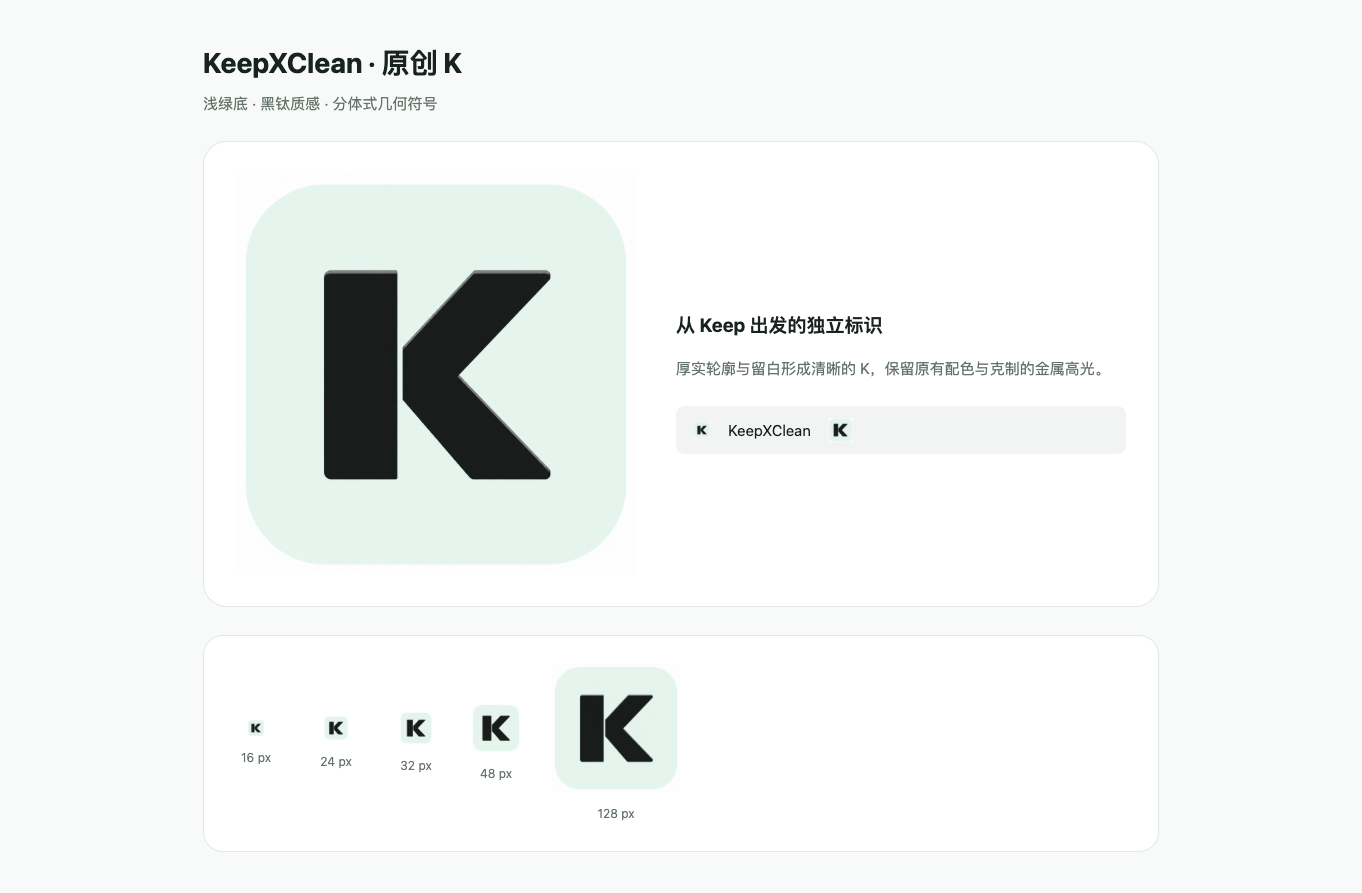 KeepXClean · 原创 K
浅绿底 · 黑钛质感 · 分体式几何符号
K
从 Keep 出发的独立标识
厚实轮廓与留白形成清晰的 K，保留原有配色与克制的金属高光。
K KeepXClean K
K K K K K
16 px 24 px 32 px 48 px 128 px